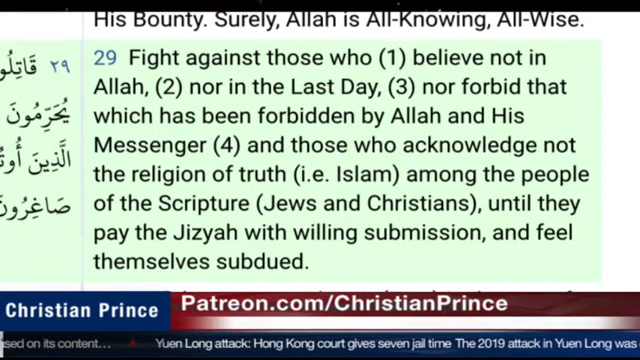 His Bounty. Surely, Allah is All-Knowing, All-Wise.
29 Fight against those who (1) believe not in
Allah, (2) nor in the Last Day, (3) nor forbid that
which has been forbidden by Allah and His
Messenger (4) and those who acknowledge not
the religion of truth (i.e. Islam) among the people
of the Scripture (Jews and Christians), until they
pay the Jizyah with willing submission, and feel
themselves subdued.
٢٩
يُحَرِّمُونَ
الَّذِينَ
صَاغِرُونَ
Christian Prince
Patreon.com/ChristianPrince
on its content… Yuen Long attack: Hong Kong court gives seven jail time The 2019 attack in Yuen Long was